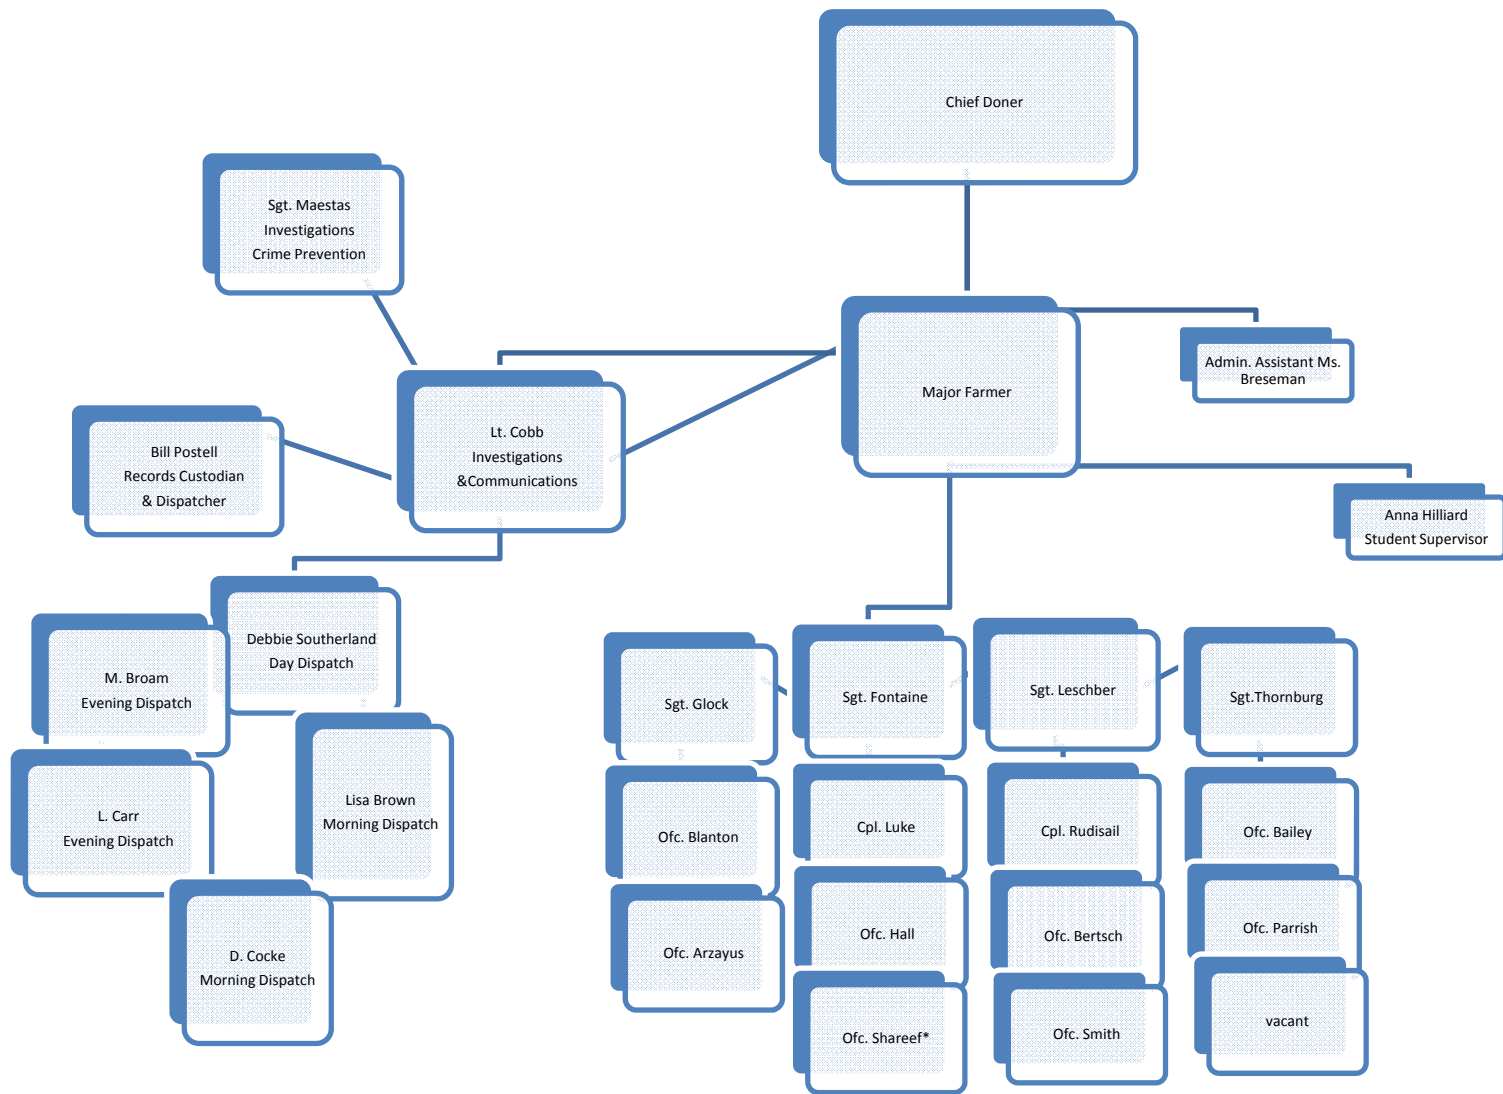 Chief Doner
Sgt. Maestas
Investigations
Crime Prevention
Major Farmer
Admin. Assistant Ms.
Breseman
Lt. Cobb
Investigations
&Communications
Bill Postell
Records Custodian
& Dispatcher
Anna Hilliard
Student Supervisor
Debbie Southerland
Day Dispatch
M. Broam
Evening Dispatch
L. Carr
Evening Dispatch
Lisa Brown
Morning Dispatch
D. Cocke
Morning Dispatch
Sgt. Glock
Sgt. Fontaine
Sgt. Leschber
Sgt.Thornburg
Ofc. Blanton
Cpl. Luke
Cpl. Rudisail
Ofc. Bailey
Ofc. Arzayus
Ofc. Hall
Ofc. Bertsch
Ofc. Parrish
Ofc. Shareef*
Ofc. Smith
vacant